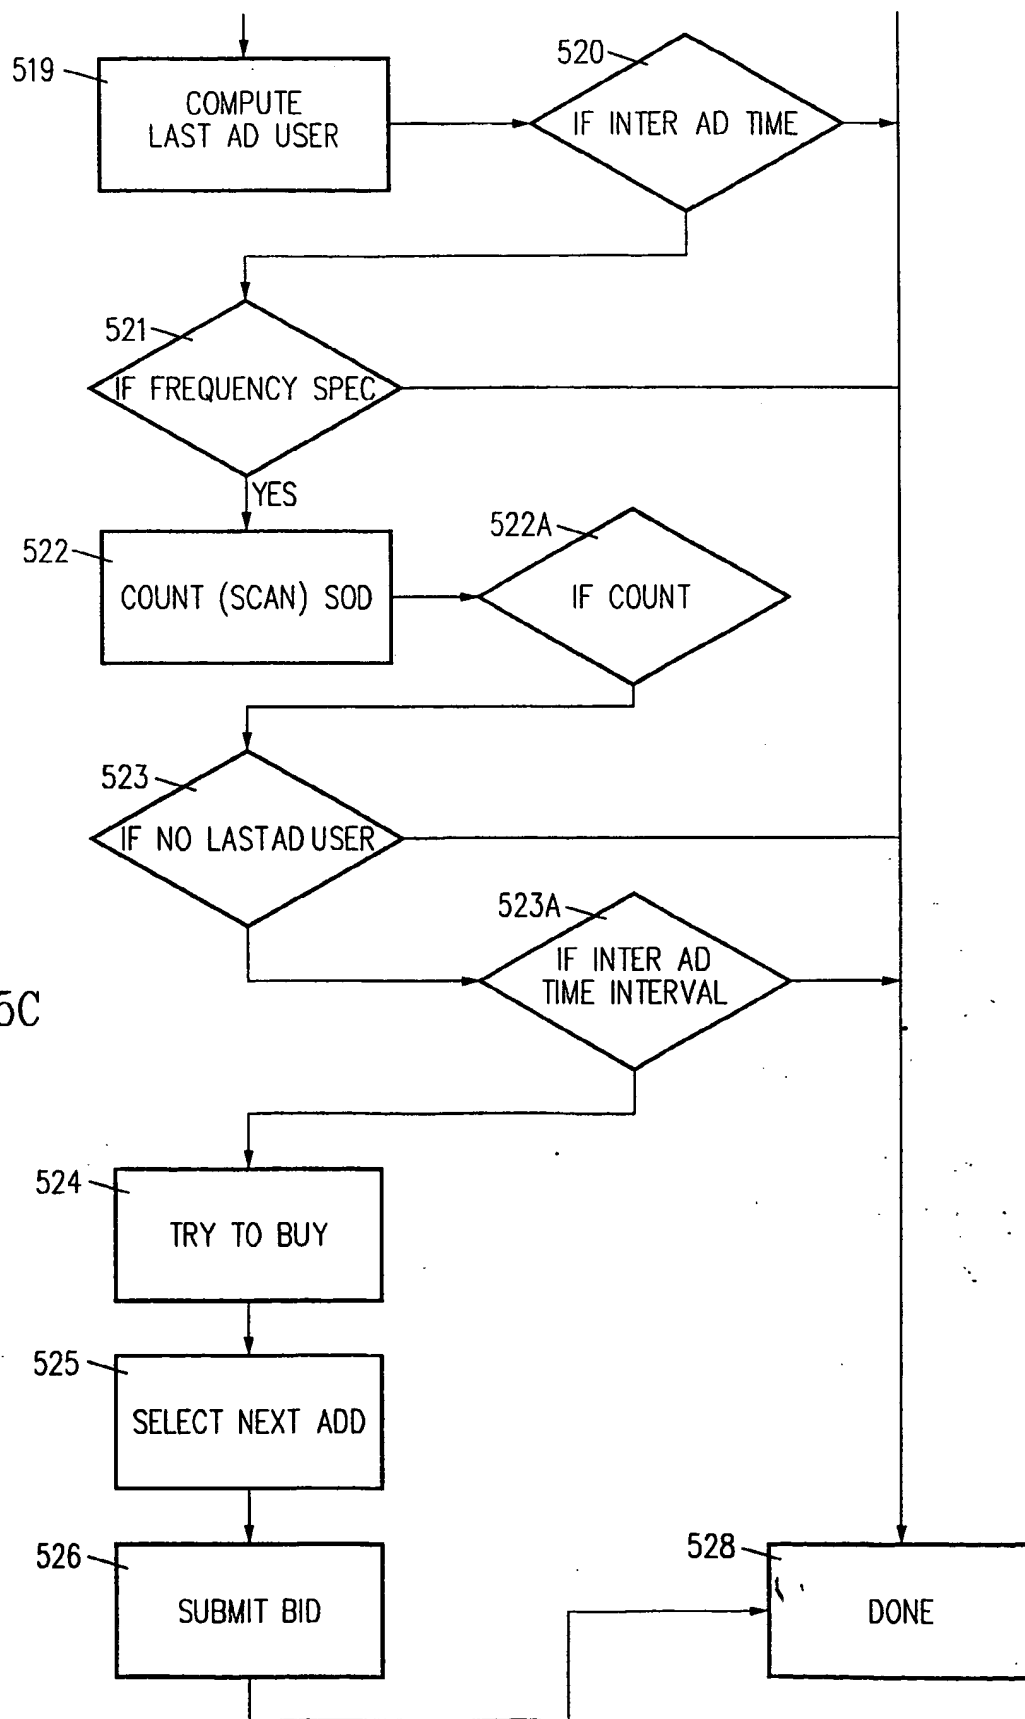 519
COMPUTE
LAST AD USER
520
IF INTER AD TIME
521
IF FREQUENCY SPEC
YES
522
COUNT (SCAN) SOD
522A
IF COUNT
523
IF NO LAST AD USER
523A
IF INTER AD
TIME INTERVAL
5C
524
TRY TO BUY
525
SELECT NEXT ADD
526
SUBMIT BID
528
DONE